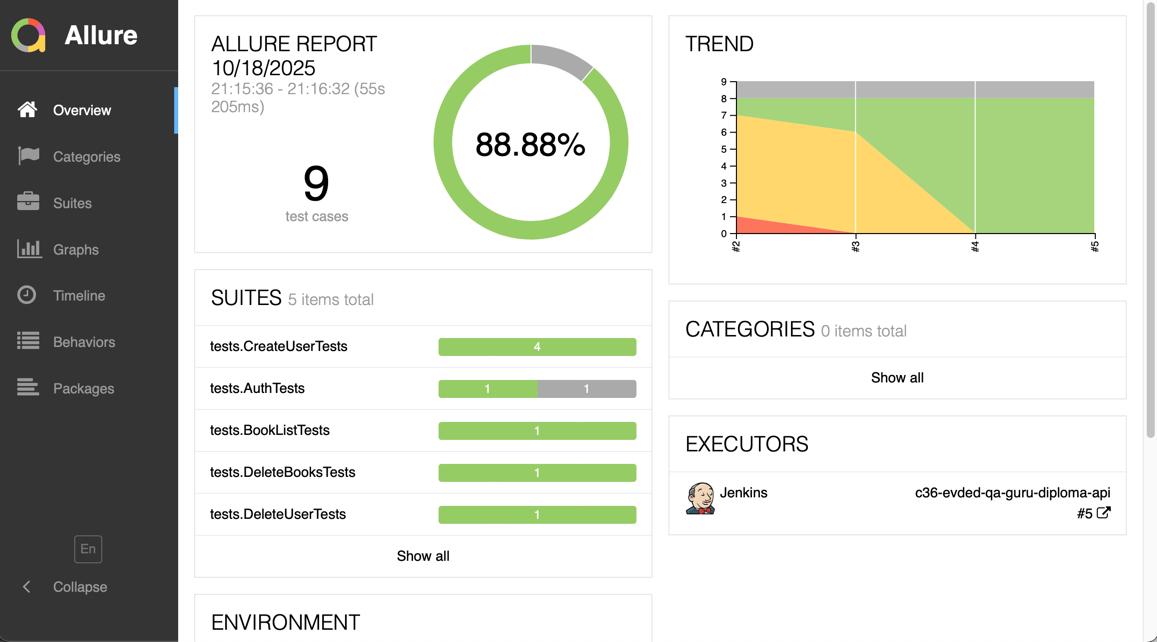 Allure
Overview
Categories
Suites
Graphs
Timeline
Behaviors
Packages
En
Collapse
ALLURE REPORT
10/18/2025
21:15:36 - 21:16:32 (55s
205ms)
9
test cases
88.88%
SUITES 5 items total
tests.CreateUserTests 4
tests.AuthTests 1 1
tests.BookListTests 1
tests.DeleteBooksTests 1
tests.DeleteUserTests 1
Show all
ENVIRONMENT
TREND
9
8
7
6
5
4
3
2
1
0
#2 #3 #4 #5
CATEGORIES 0 items total
Show all
EXECUTORS
Jenkins c36-evded-qa-guru-diploma-api
#5